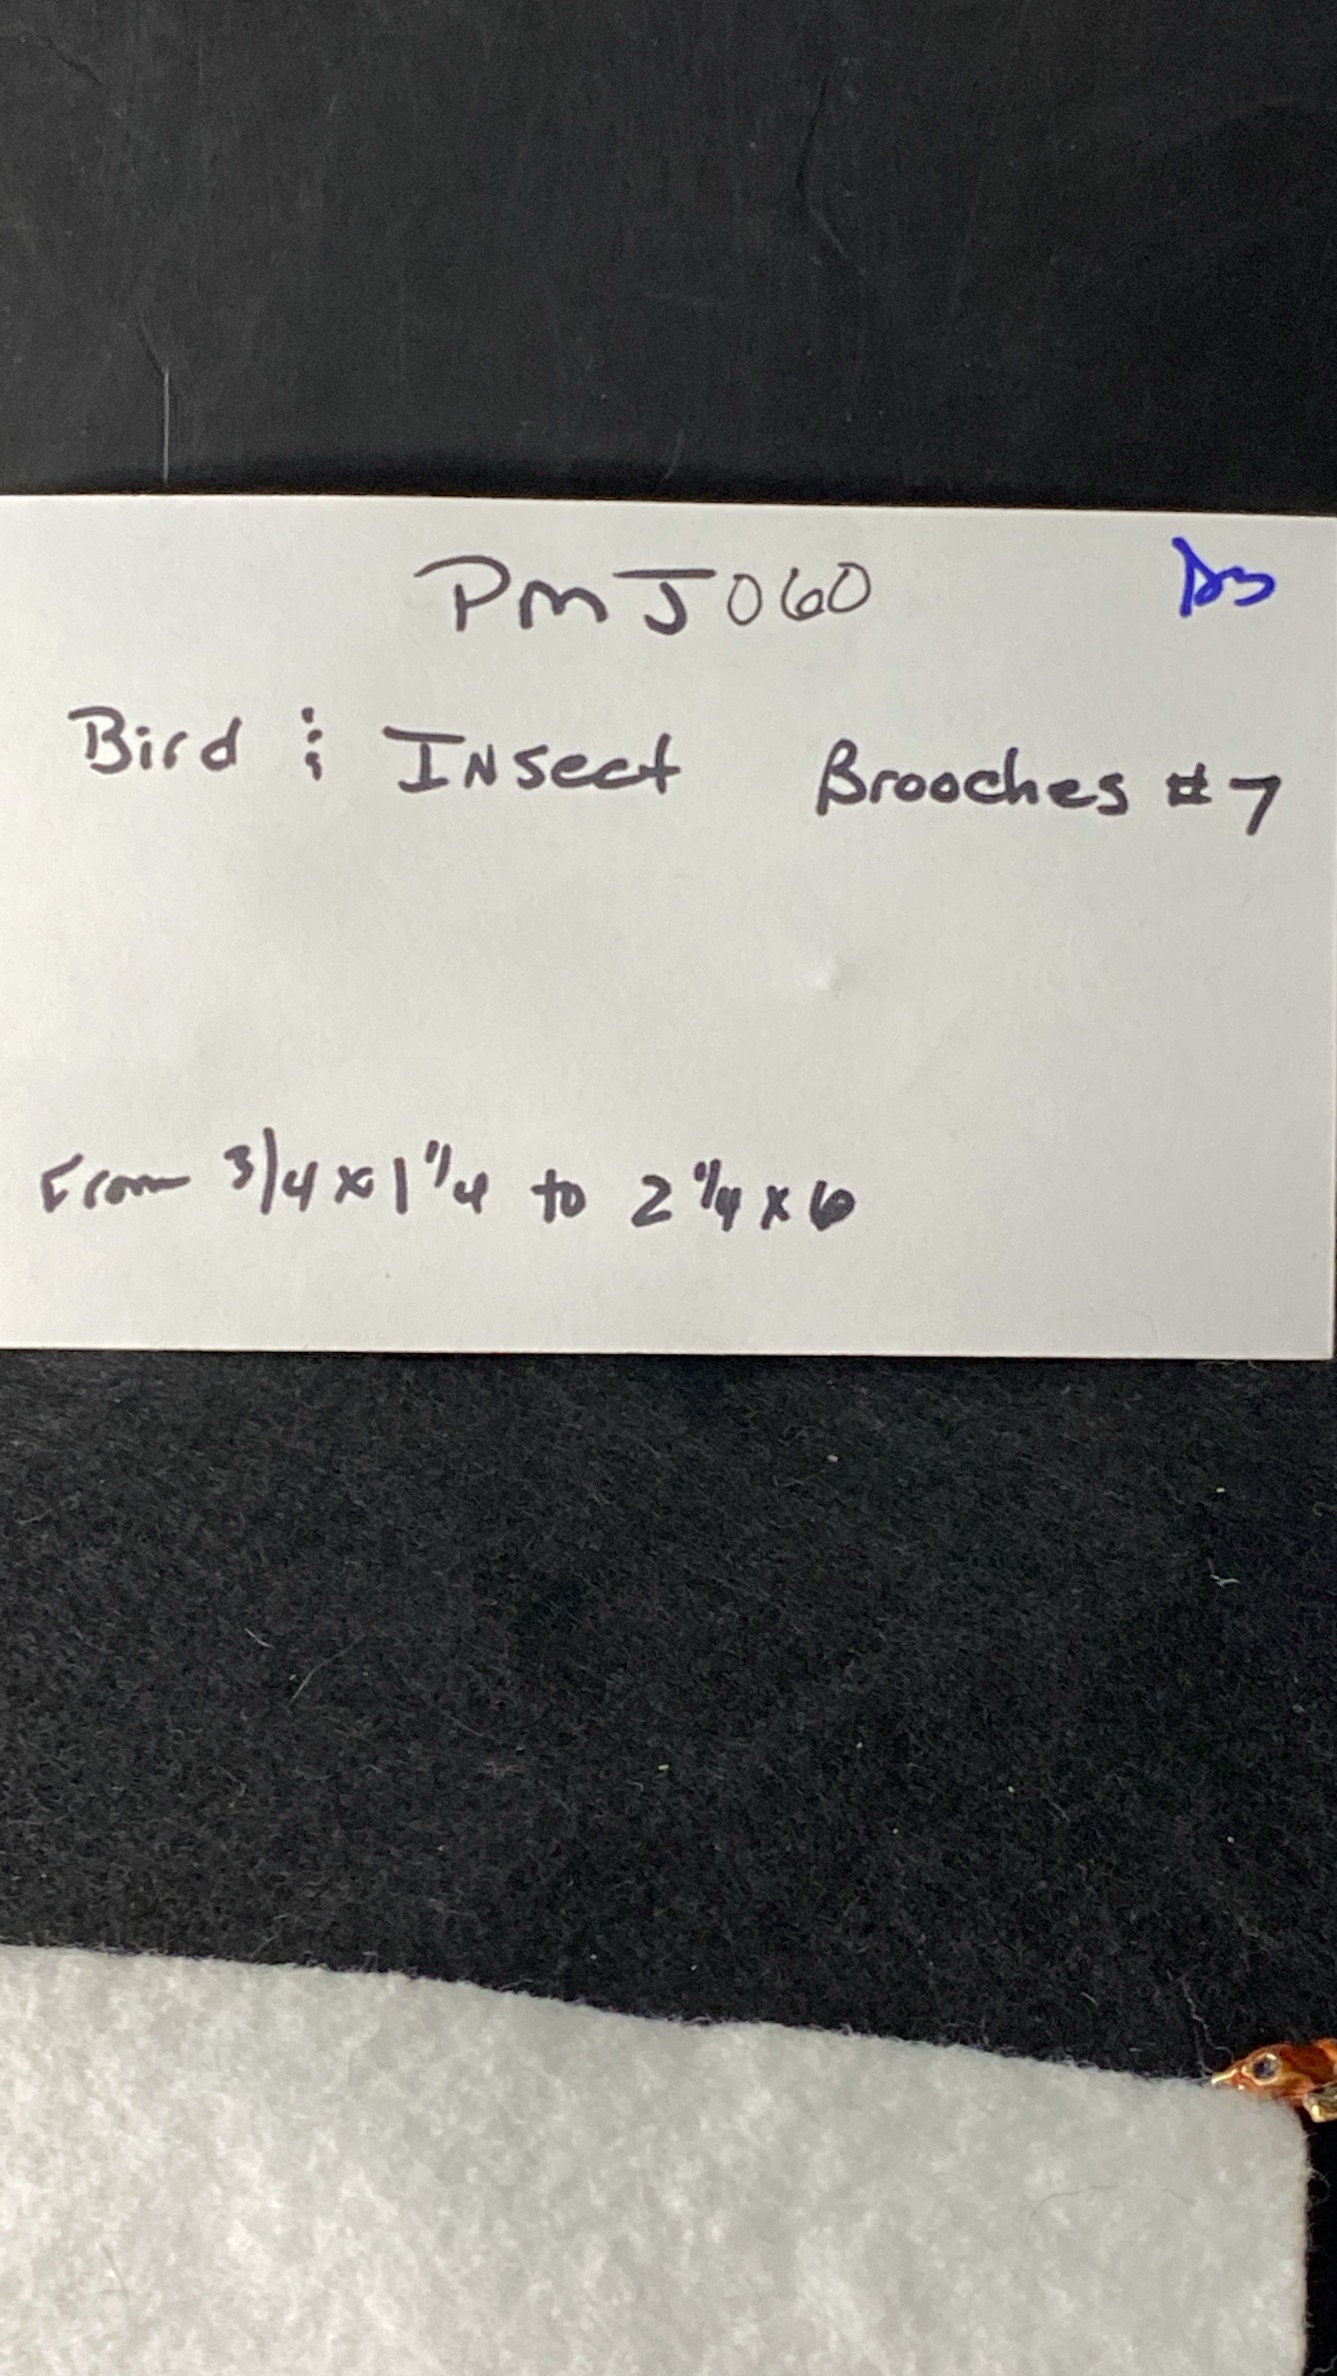 PMJ060
Bird & Insect Brooches #7
From 3/4 x 1 1/4 to 2 1/4 x 6